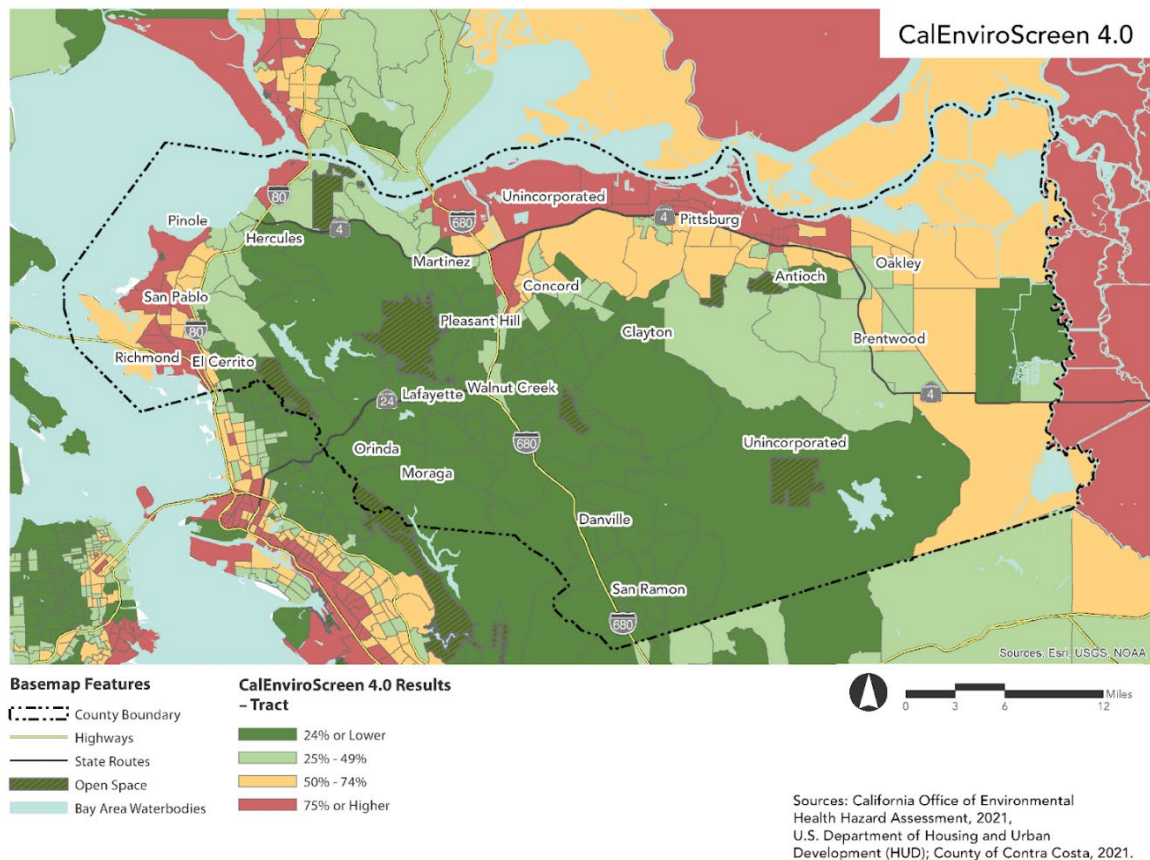 CalEnviroScreen 4.0
80
Pinole
Hercules
4
Unincorporated
680
4
Pittsburg
Martinez
Concord
Antioch
Oakley
San Pablo
80
Pleasant Hill
Clayton
Brentwood
Richmond
El Cerrito
Walnut Creek
Lafayette
24
4
Orinda
680
Unincorporated
Moraga
Danville
San Ramon
680
Sources: Esri, USGS, NOAA
Basemap Features
County Boundary
Highways
State Routes
Open Space
Bay Area Waterbodies
CalEnviroScreen 4.0 Results
– Tract
24% or Lower
25% - 49%
50% - 74%
75% or Higher
0 3 6 12 Miles
Sources: California Office of Environmental
Health Hazard Assessment, 2021,
U.S. Department of Housing and Urban
Development (HUD); County of Contra Costa, 2021.